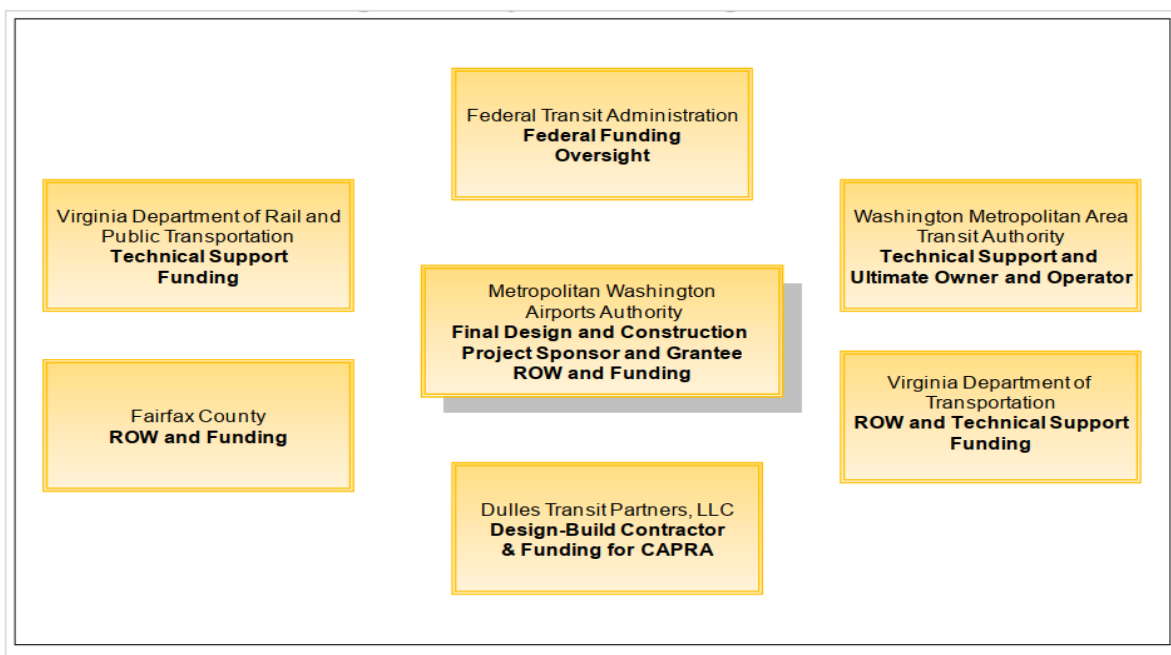 Federal Transit Administration
Federal Funding
Oversight
Virginia Department of Rail and
Public Transportation
Technical Support
Funding
Washington Metropolitan Area
Transit Authority
Technical Support and
Ultimate Owner and Operator
Metropolitan Washington
Airports Authority
Final Design and Construction
Project Sponsor and Grantee
ROW and Funding
Fairfax County
ROW and Funding
Virginia Department of
Transportation
ROW and Technical Support
Funding
Dulles Transit Partners, LLC
Design-Build Contractor
& Funding for CAPRA